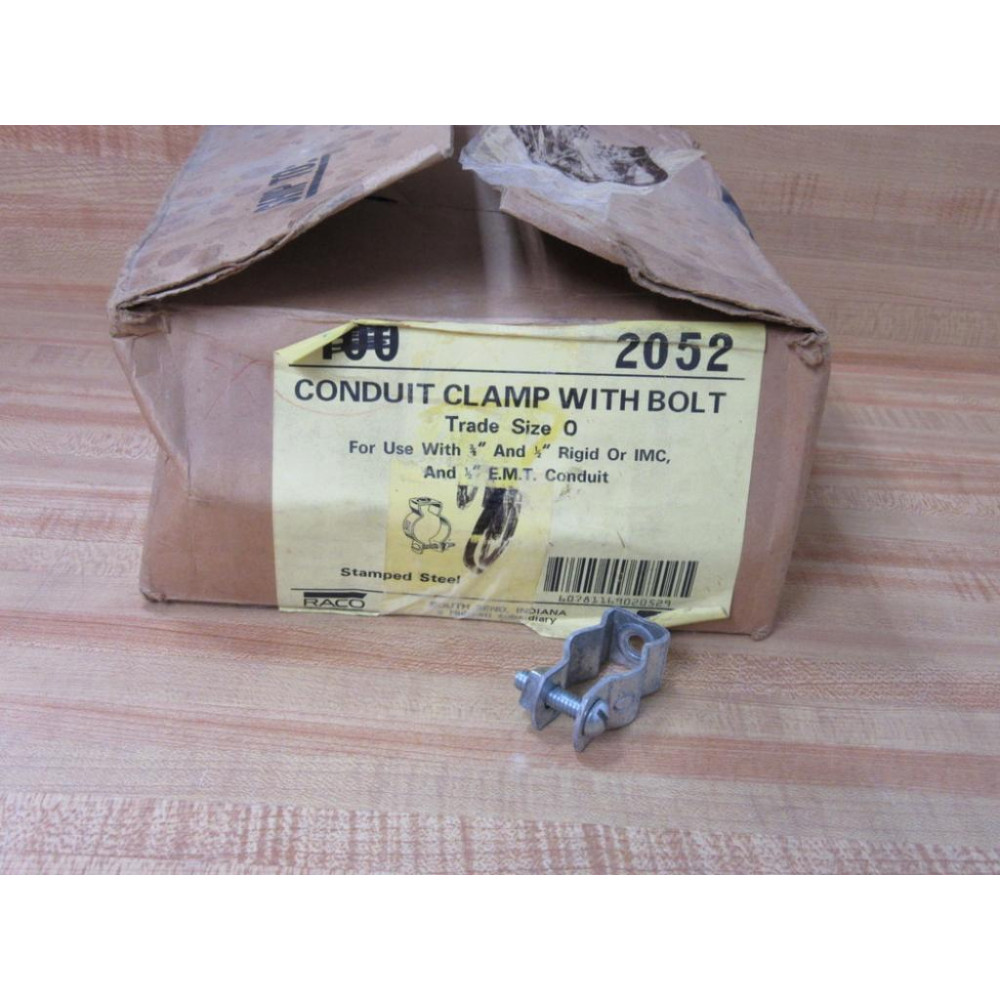 100 2052
CONDUIT CLAMP WITH BOLT
Trade Size 0
For Use With ⅜" And ½" Rigid Or IMC,
And ½" E.M.T. Conduit
Stamped Steel
RACO
SOUTH BEND, INDIANA